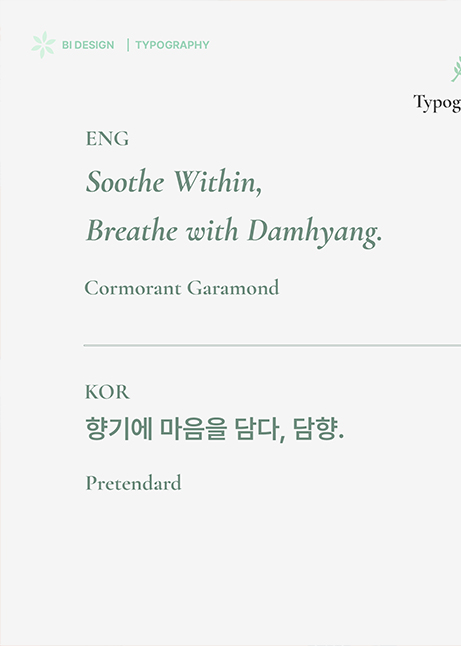 BI DESIGN | TYPOGRAPHY
Typog
ENG
Soothe Within,
Breathe with Damhyang.
Cormorant Garamond
KOR
향기에 마음을 담다, 담향.
Pretendard